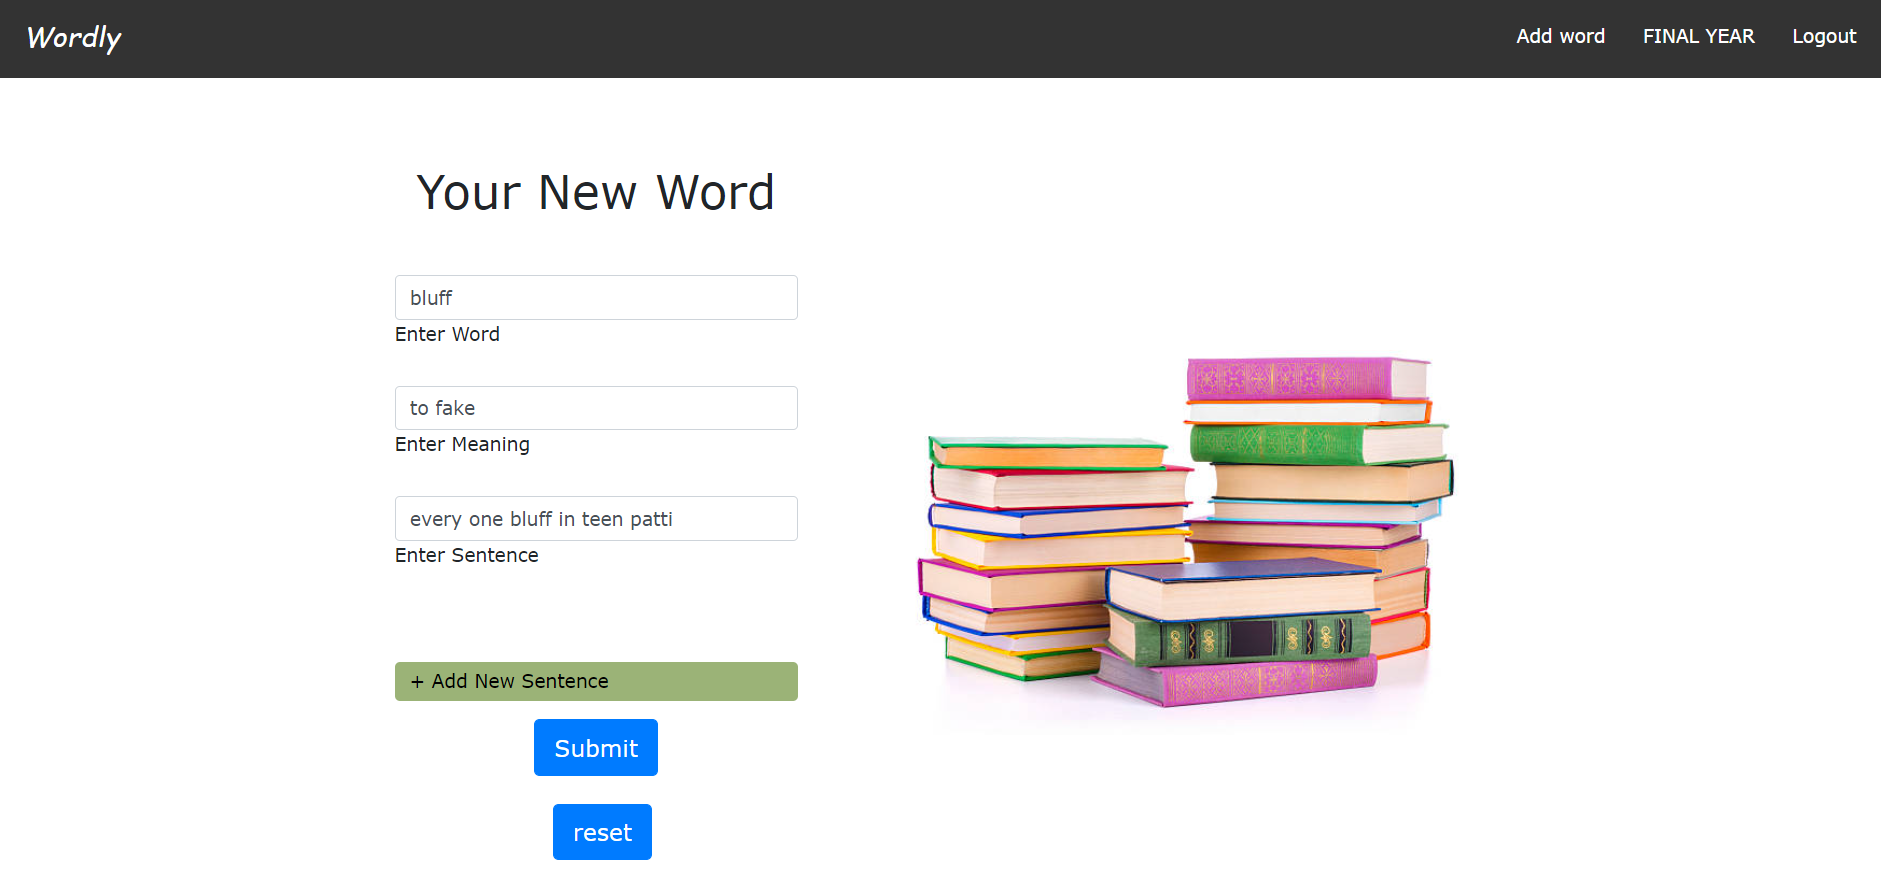 Wordly
Add word FINAL YEAR Logout
Your New Word
bluff
Enter Word
to fake
Enter Meaning
every one bluff in teen patti
Enter Sentence
+ Add New Sentence
Submit
reset